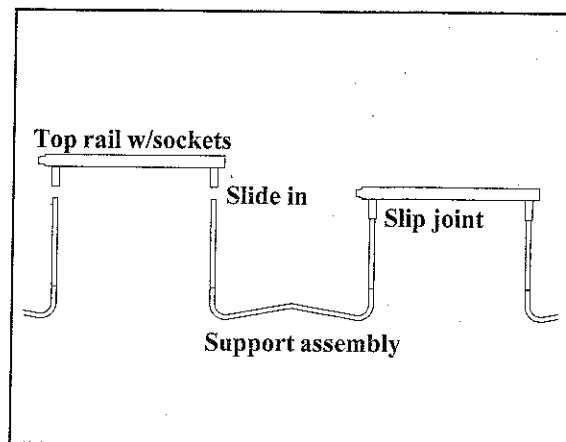 Top rail w/sockets
Slide in
Slip joint
Support assembly